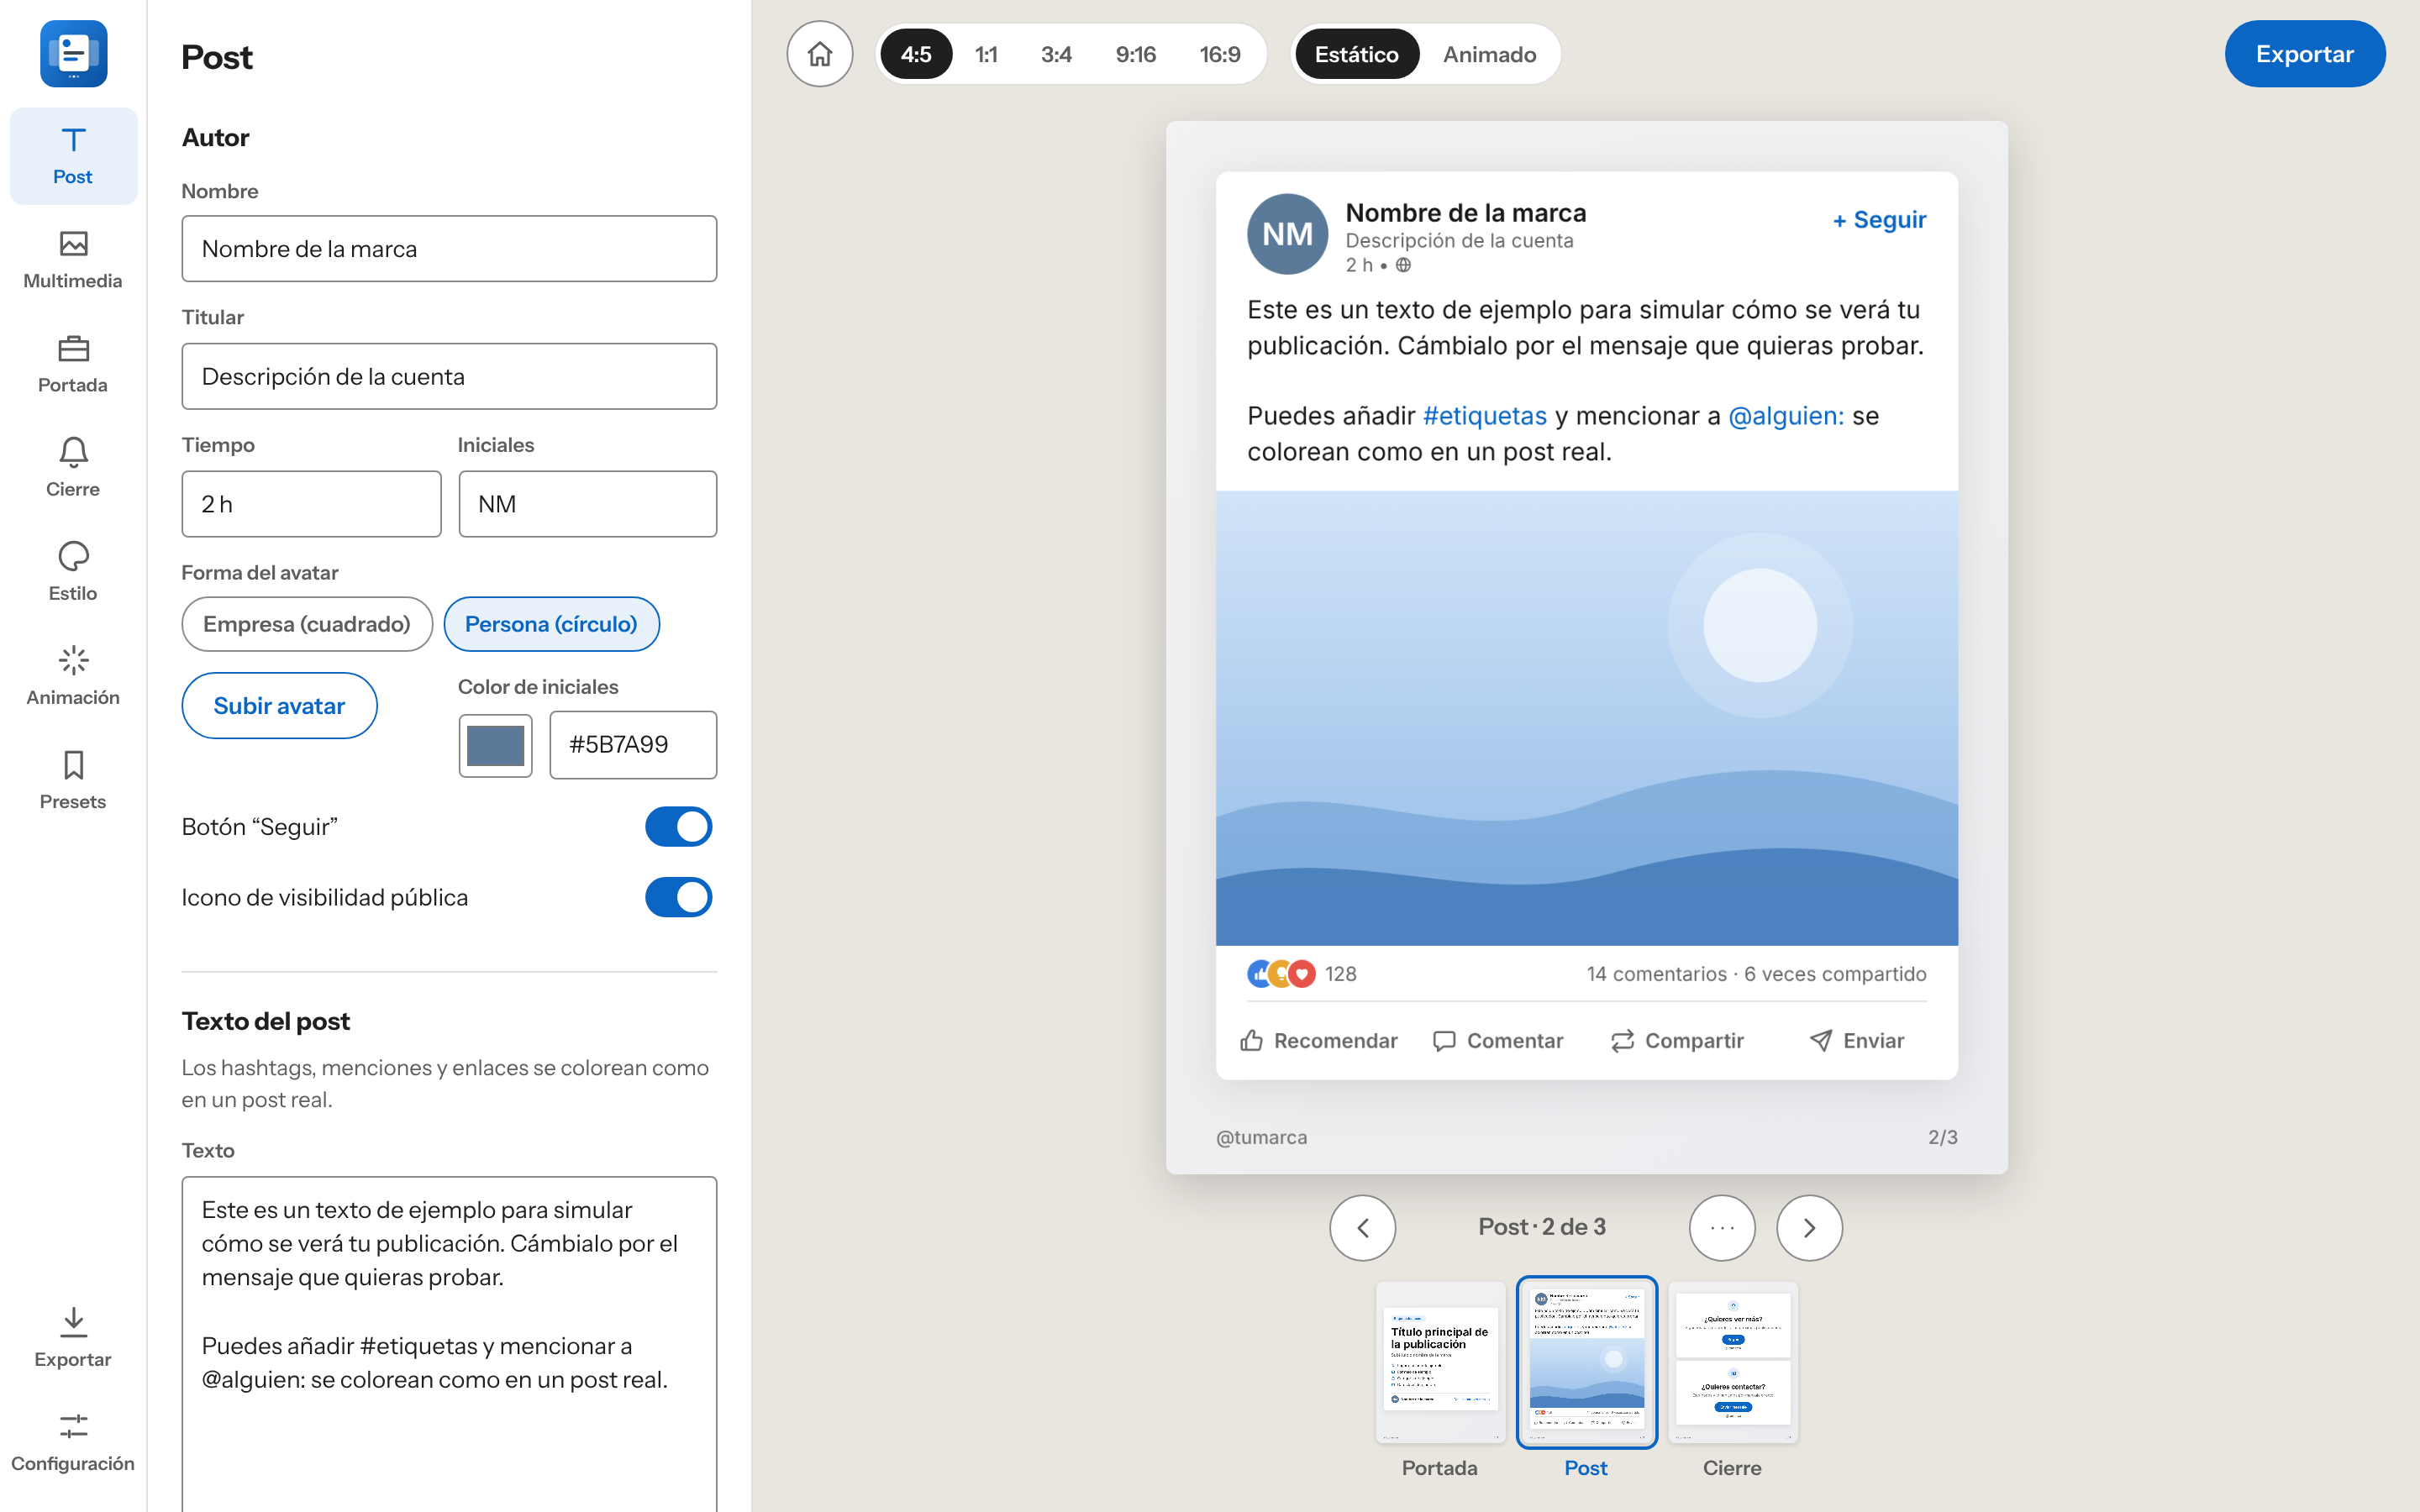 Post
Multimedia
Portada
Cierre
Estilo
Animación
Presets
Exportar
Configuración
Post
Autor
Nombre
Nombre de la marca
Titular
Descripción de la cuenta
Tiempo
Iniciales
2 h
NM
Forma del avatar
Empresa (cuadrado)
Persona (círculo)
Subir avatar
Color de iniciales
#5B7A99
Botón “Seguir”
Icono de visibilidad pública
Texto del post
Los hashtags, menciones y enlaces se colorean como
en un post real.
Texto
Este es un texto de ejemplo para simular
cómo se verá tu publicación. Cámbialo por el
mensaje que quieras probar.
Puedes añadir #etiquetas y mencionar a
@alguien: se colorean como en un post real.
4:5
1:1
3:4
9:16
16:9
Estático
Animado
Exportar
NM
Nombre de la marca
+ Seguir
Descripción de la cuenta
2 h •
Este es un texto de ejemplo para simular cómo se verá tu
publicación. Cámbialo por el mensaje que quieras probar.
Puedes añadir #etiquetas y mencionar a @alguien: se
colorean como en un post real.
128
14 comentarios · 6 veces compartido
Recomendar
Comentar
Compartir
Enviar
@tumarca
2/3
Post · 2 de 3
Título principal de
la publicación
¿Quieres ver más?
¿Quieres contactar?
Enviar mensaje
Portada
Post
Cierre